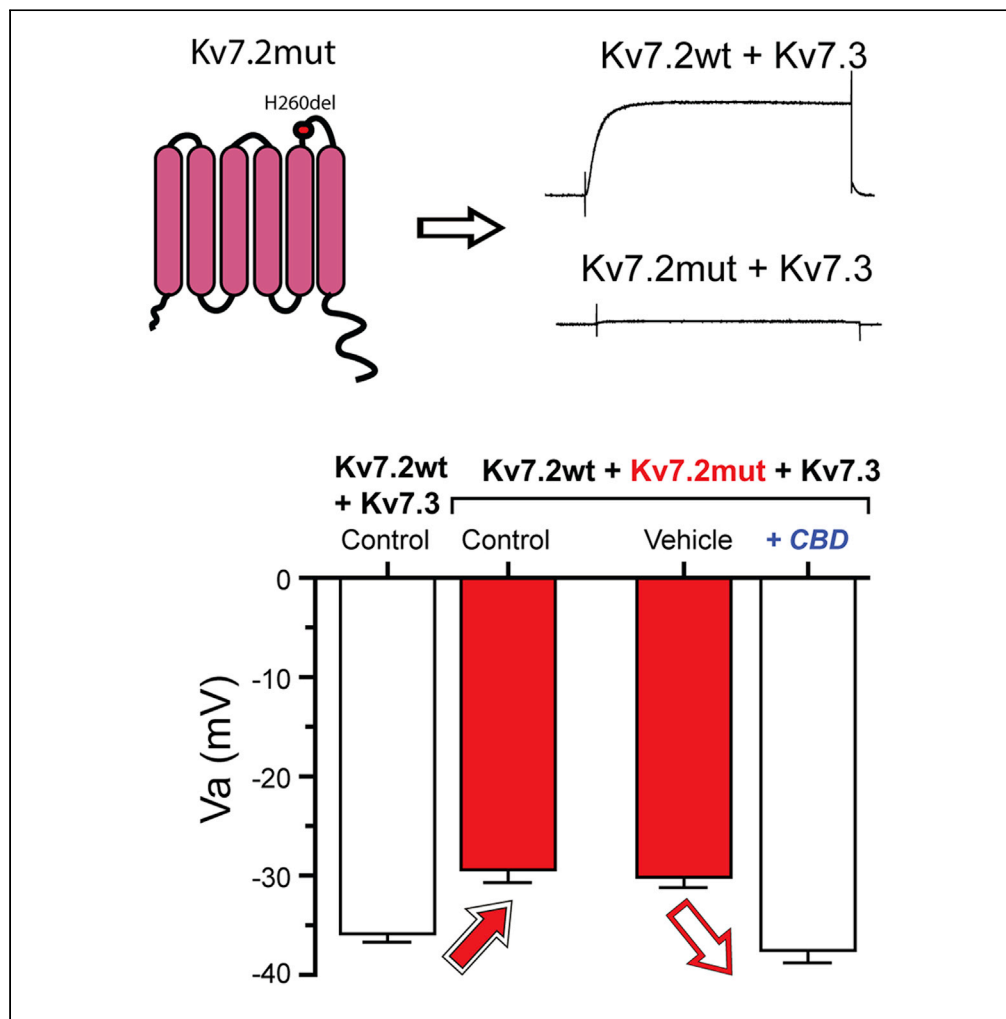 Kv7.2mut
H260del
Kv7.2wt + Kv7.3
Kv7.2mut + Kv7.3
Kv7.2wt
+ Kv7.3
Kv7.2wt + Kv7.2mut + Kv7.3
Control
Control
Vehicle
+ CBD
0
-10
-20
-30
-40
Va (mV)